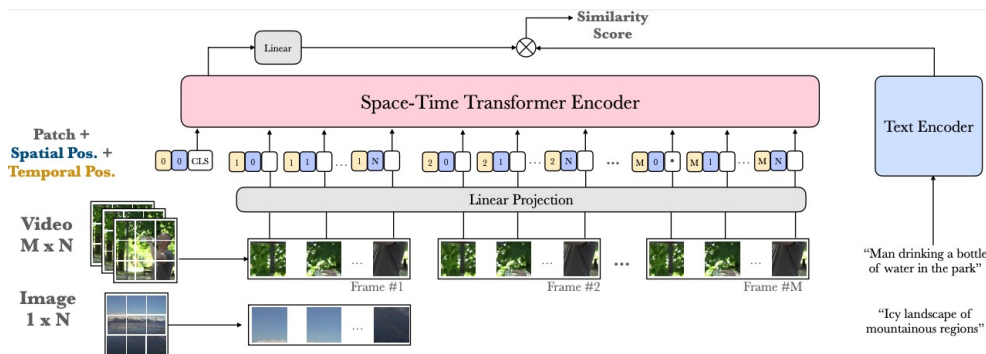 Similarity
Score
Linear
Space-Time Transformer Encoder
Text Encoder
Patch +
Spatial Pos. +
Temporal Pos.
0 0 CLS 1 0 1 1 ... 1 N 2 0 2 1 ... 2 N ... M 0 * M 1 ... M N
Linear Projection
Video
M x N
... ... ... ...
Frame #1 Frame #2 Frame #M
“Man drinking a bottle
of water in the park”
Image
1 x N
...
“Icy landscape of
mountainous regions”